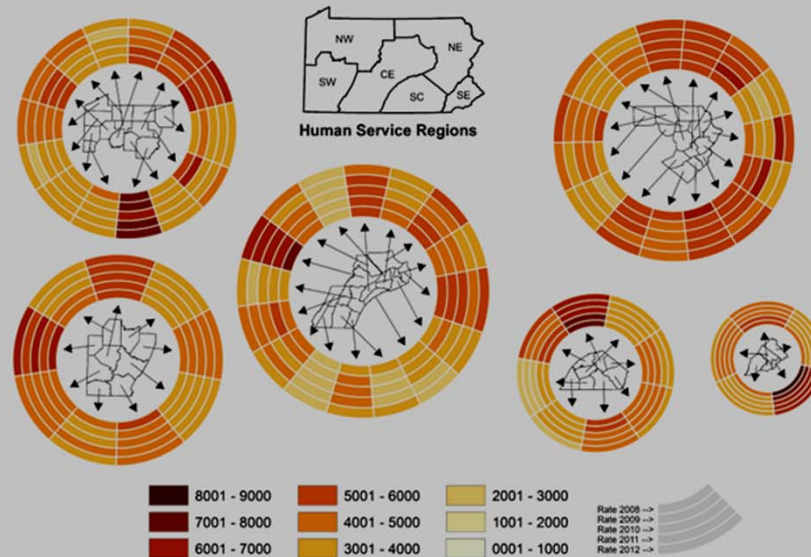 NW
NE
SW
CE
SC
SE
Human Service Regions
8001 - 9000
5001 - 6000
2001 - 3000
7001 - 8000
4001 - 5000
1001 - 2000
6001 - 7000
3001 - 4000
0001 - 1000
Rate 2008 -->
Rate 2009 -->
Rate 2010 -->
Rate 2011 -->
Rate 2012 -->